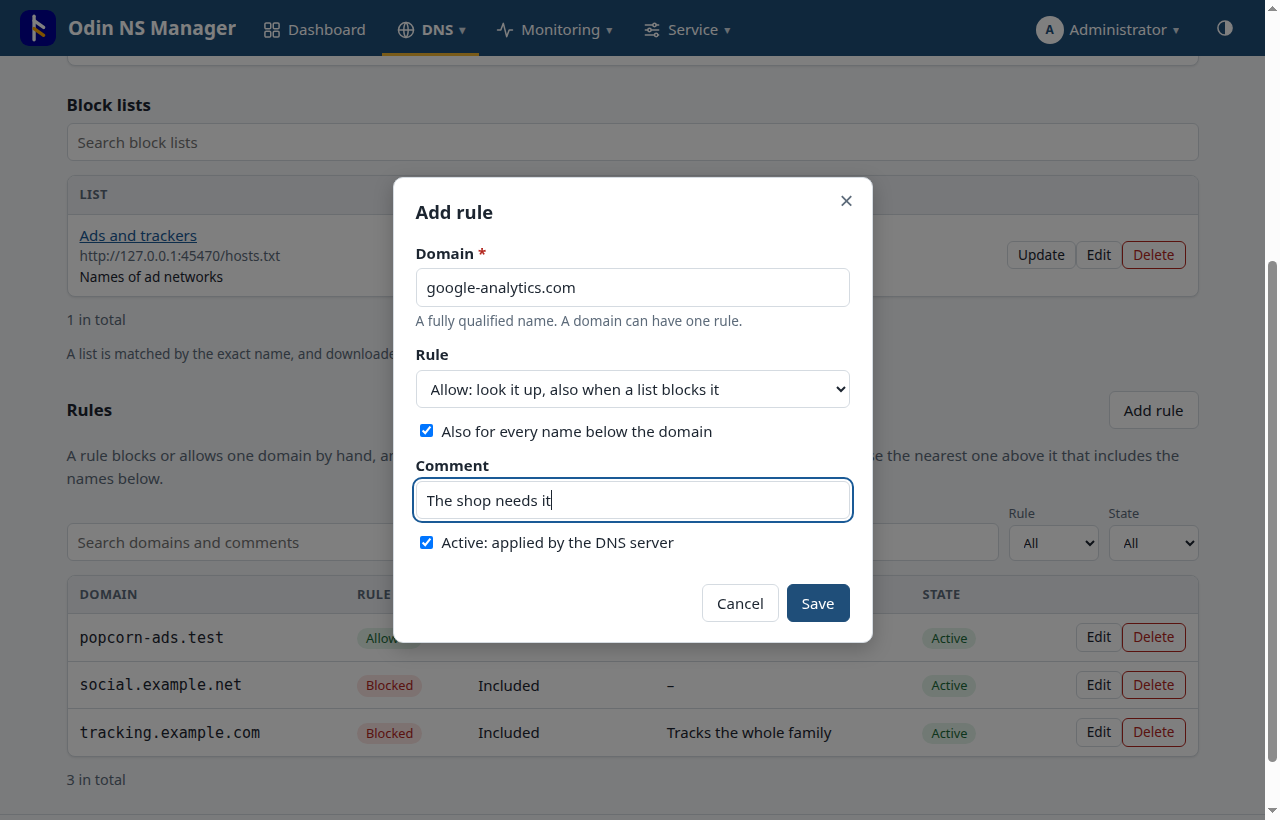 Odin NS Manager
Dashboard
DNS
Monitoring
Service
A
Administrator
Block lists
Search block lists
LIST
Ads and trackers
http://127.0.0.1:45470/hosts.txt
Names of ad networks
Update
Edit
Delete
1 in total
A list is matched by the exact name, and downloade
Rules
Add rule
A rule blocks or allows one domain by hand, 
the nearest one above it that includes the
names below.
Search domains and comments
Rule
All
State
All
DOMAIN
RULE
STATE
popcorn-ads.test
Active
Edit
Delete
social.example.net
Blocked
Included
–
Active
Edit
Delete
tracking.example.com
Blocked
Included
Tracks the whole family
Active
Edit
Delete
3 in total
Add rule
×
Domain *
google-analytics.com
A fully qualified name. A domain can have one rule.
Rule
Allow: look it up, also when a list blocks it
Also for every name below the domain
Comment
The shop needs it
Active: applied by the DNS server
Cancel
Save